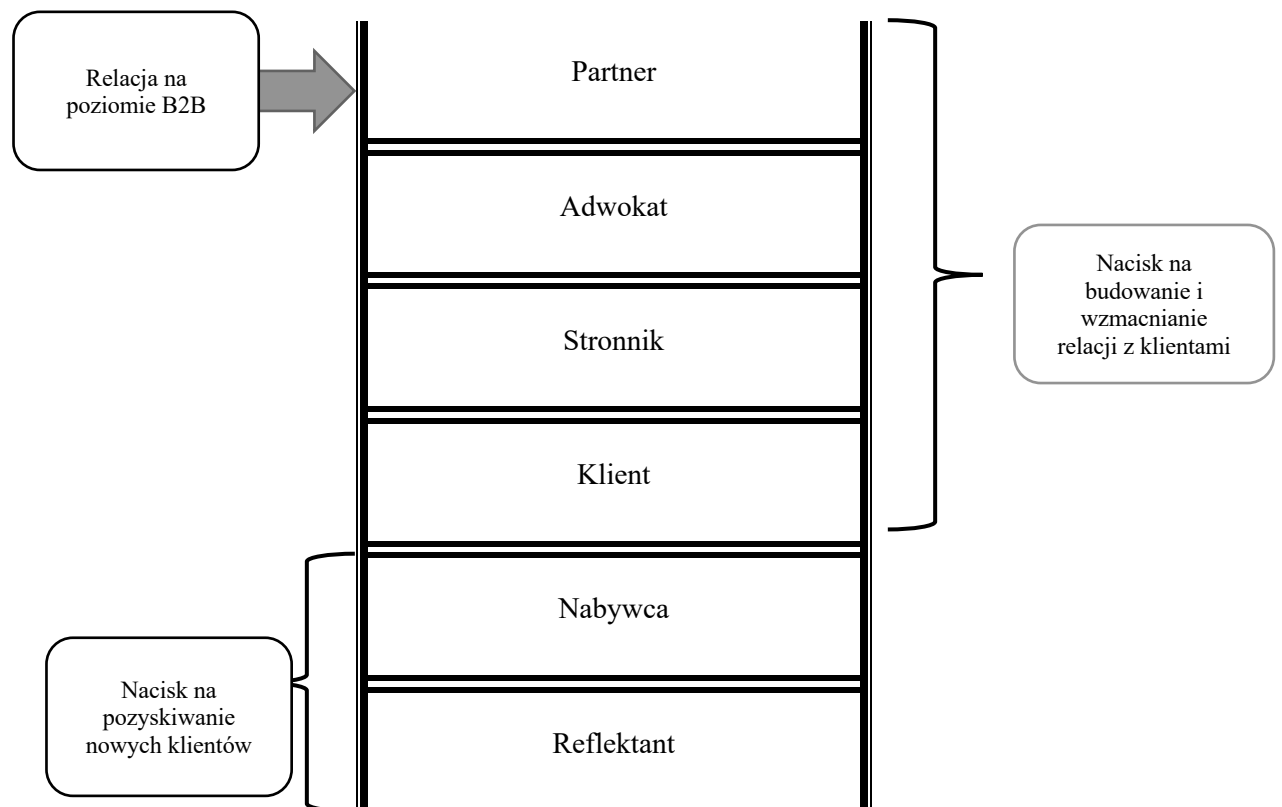 Relacja na
poziomie B2B
Partner
Adwokat
Stronnik
Klient
Nabywca
Reflektant
Nacisk na
budowanie i
wzmacnianie
relacji z klientami
Nacisk na
pozyskiwanie
nowych klientów